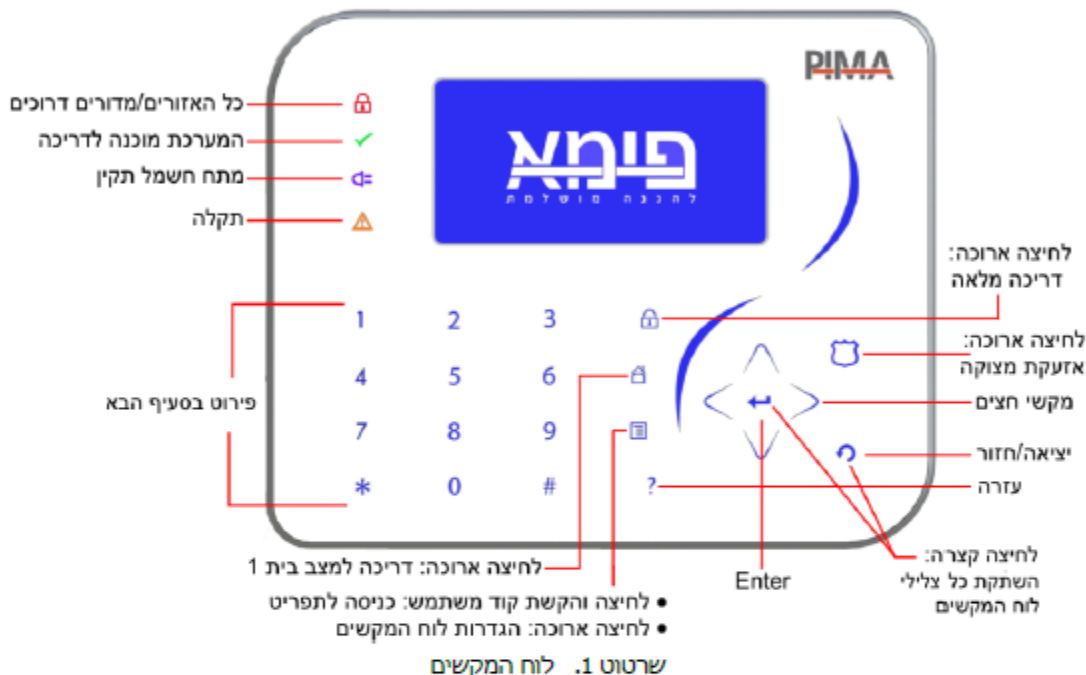 PIMA
פימא
להגנה מושלמת
כל האזורים/מדורים דרוכים
המערכת מוכנה לדריכה
מתח חשמל תקין
תקלה
לחיצה ארוכה:
דריכה מלאה
1 2 3
לחיצה ארוכה:
אזעקת מצוקה
4 5 6
פירוט בסעיף הבא
מקשי חצים
7 8 9
יציאה/חזור
* 0 # ?
עזרה
לחיצה ארוכה: דריכה למצב בית 1
Enter
לחיצה קצרה:
השתקת כל צלילי
לוח המקשים
• לחיצה והקשת קוד משתמש: כניסה לתפריט
• לחיצה ארוכה: הגדרות לוח המקשים
שרטוט 1. לוח המקשים